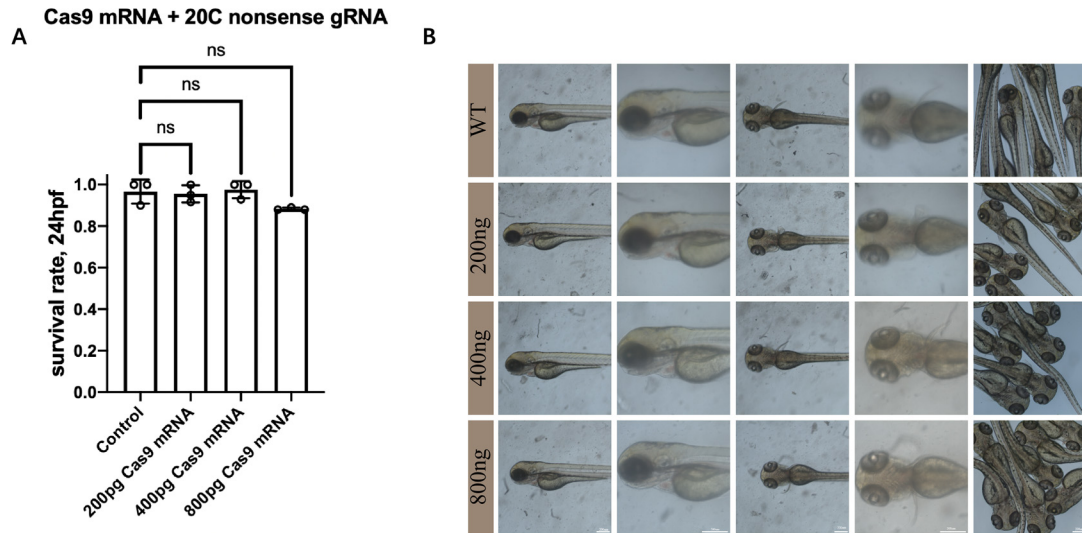 Cas9 mRNA + 20C nonsense gRNA
A
ns
ns
ns
survival rate, 24hpf
1.0
0.8
0.6
0.4
0.2
0.0
Control
200pg Cas9 mRNA
400pg Cas9 mRNA
800pg Cas9 mRNA
B
WT
200ng
400ng
800ng